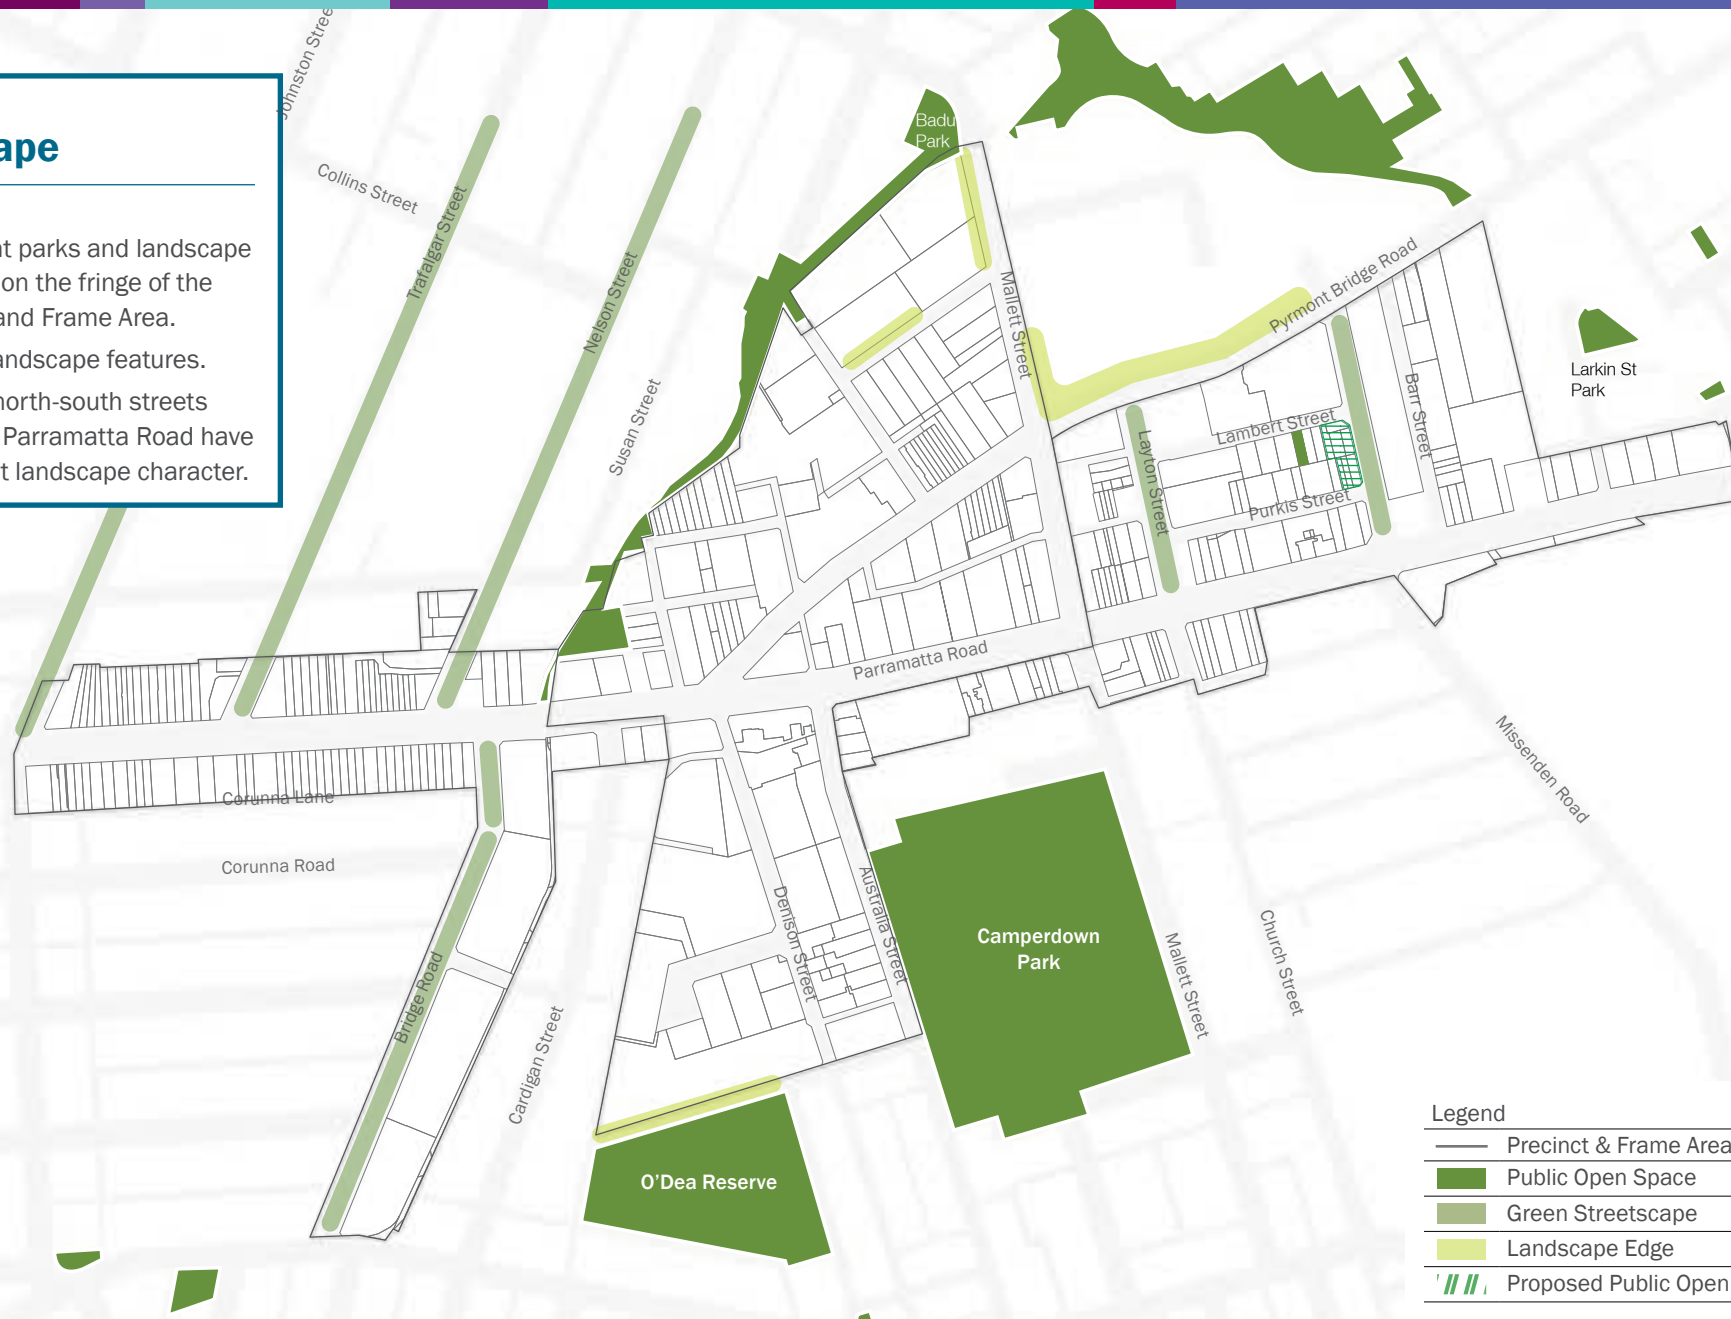 ape
at parks and landscape
on the fringe of the
and Frame Area.
andscape features.
north-south streets
Parramatta Road have
t landscape character.
Johnston Stree
Collins Street
Trafalgar Street
Nelson Street
Susan Street
Badu
Park
Mallett Street
Pyrmont Bridge Road
Larkin St
Park
Barr Street
Lambert Street
Layton Street
Purkis Street
Parramatta Road
Missenden Road
Corunna Lane
Corunna Road
Bridge Road
Cardigan Street
Denison Street
Australia Street
Camperdown
Park
Mallett Street
Church Street
O'Dea Reserve
Legend
Precinct & Frame Area
Public Open Space
Green Streetscape
Landscape Edge
Proposed Public Open